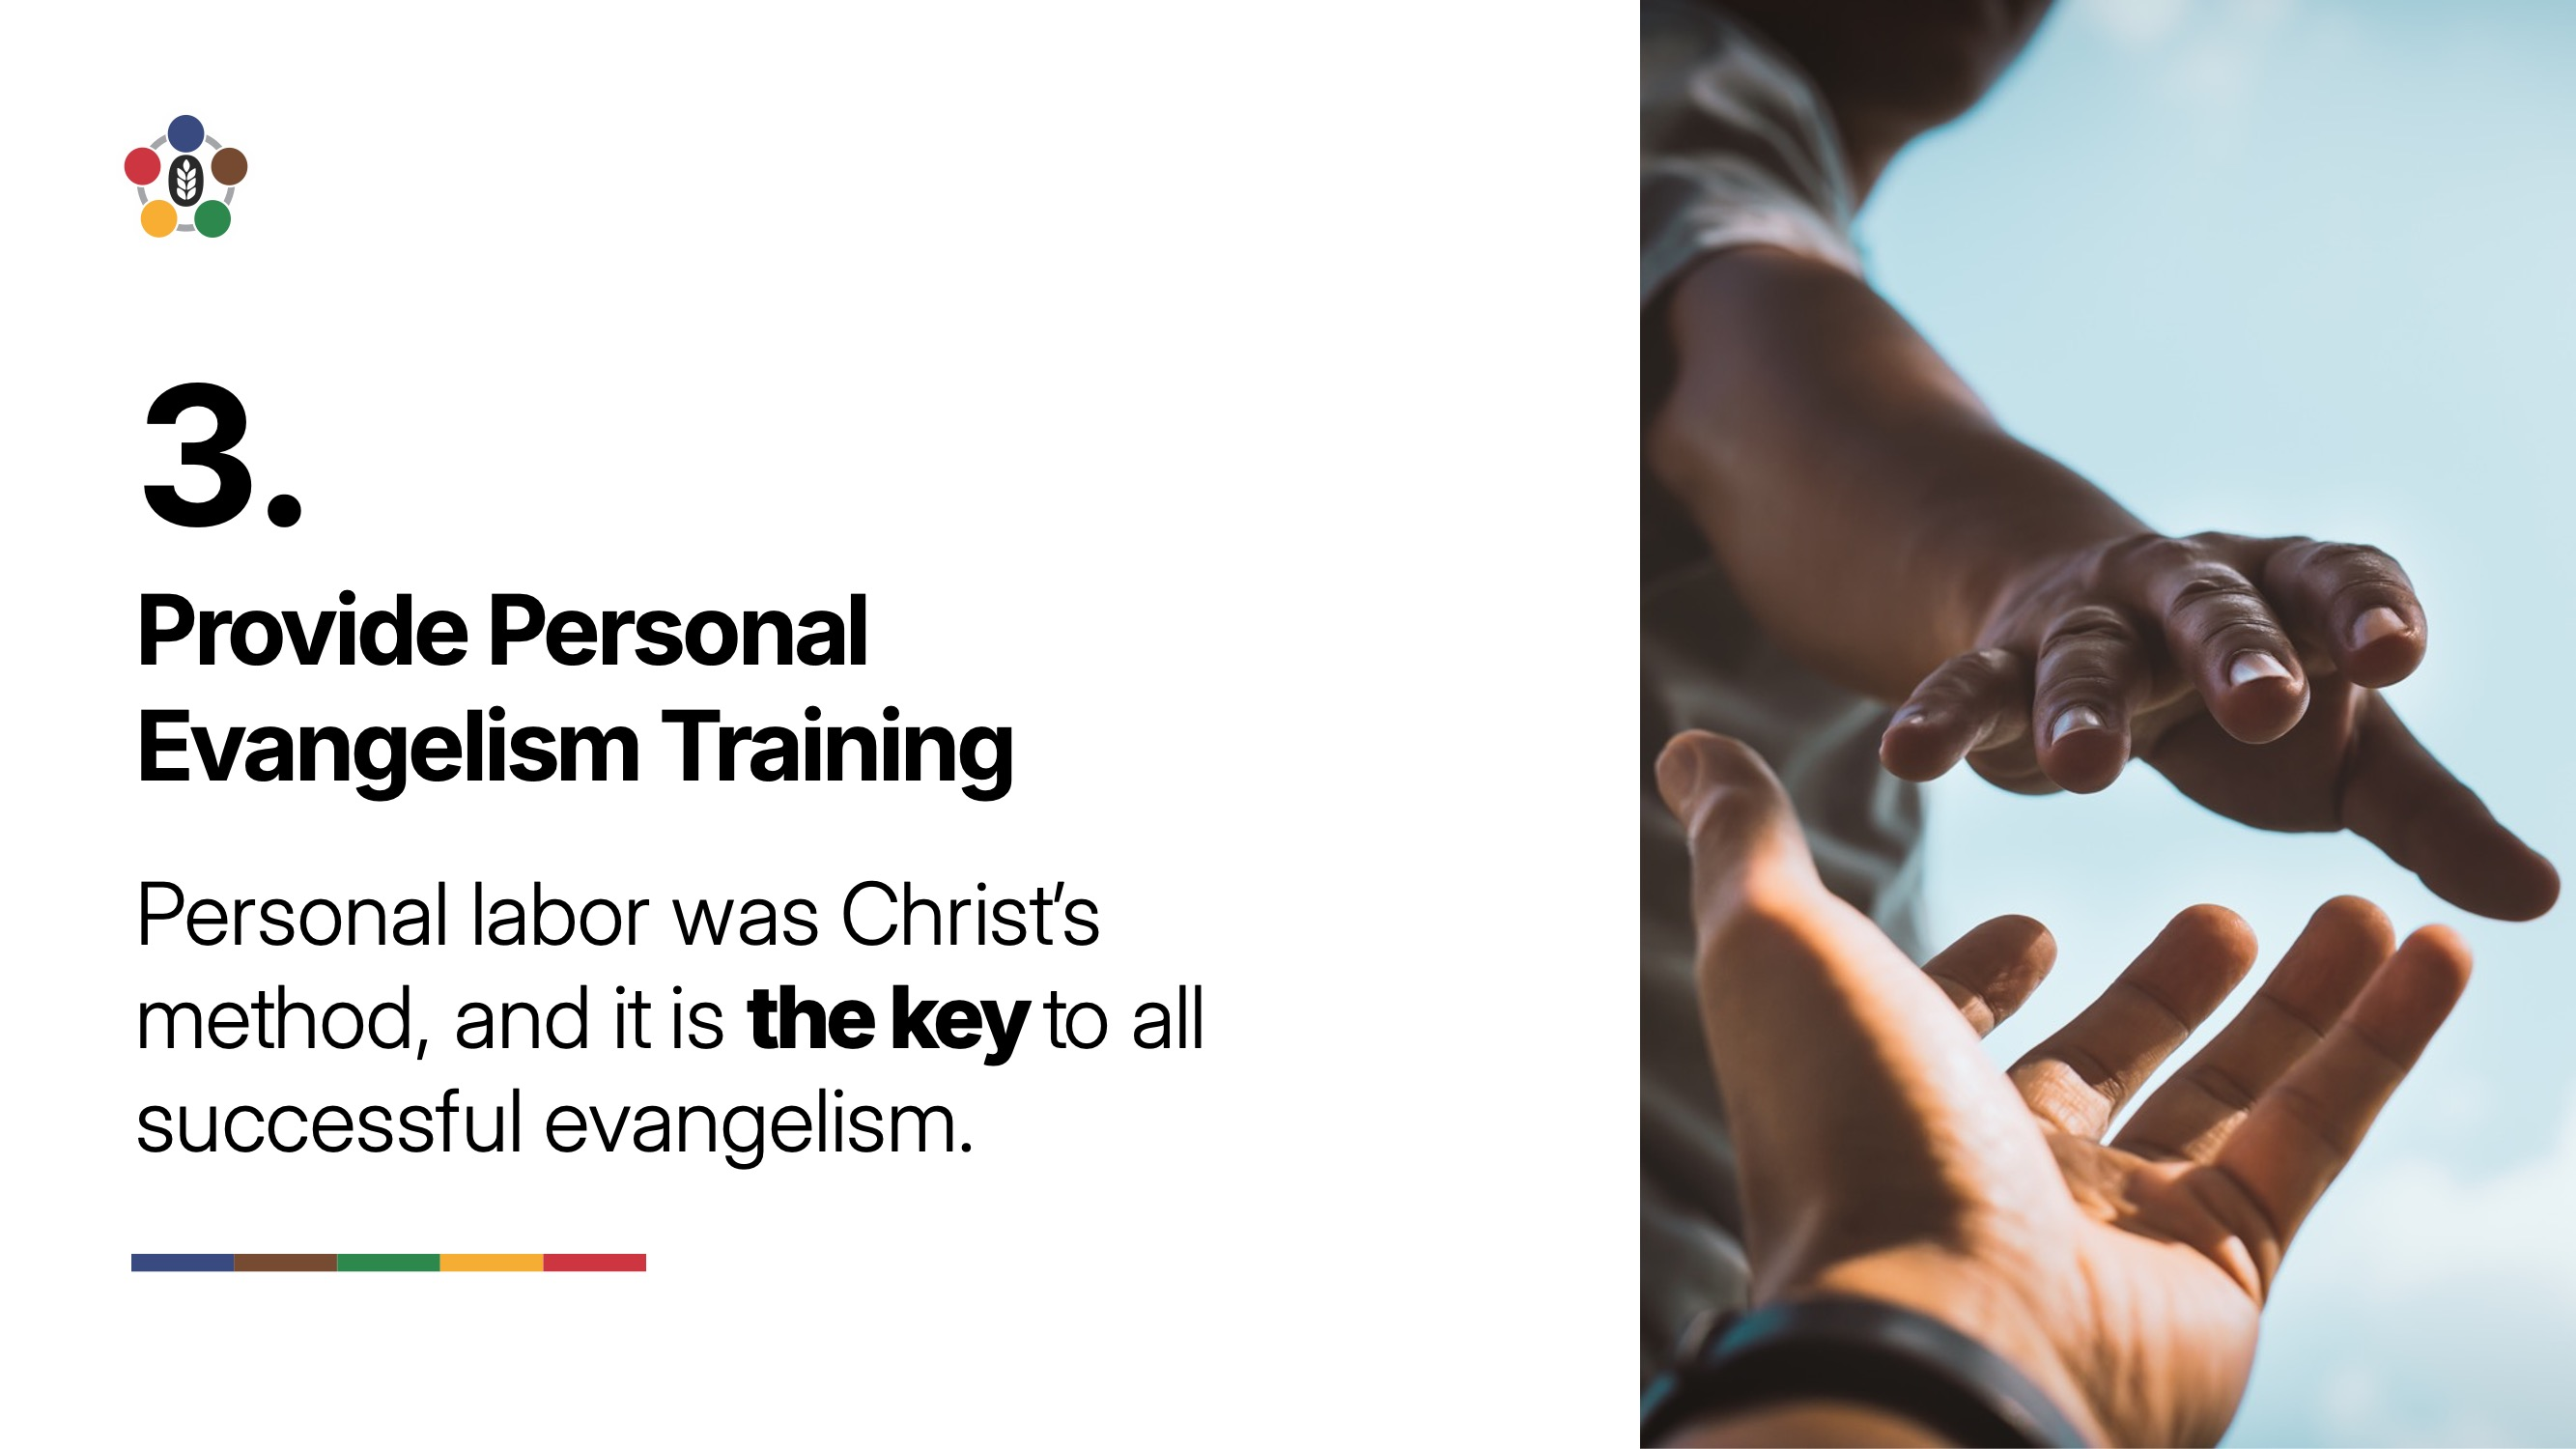 3.
Provide Personal
Evangelism Training
Personal labor was Christ’s
method, and it is the key to all
successful evangelism.